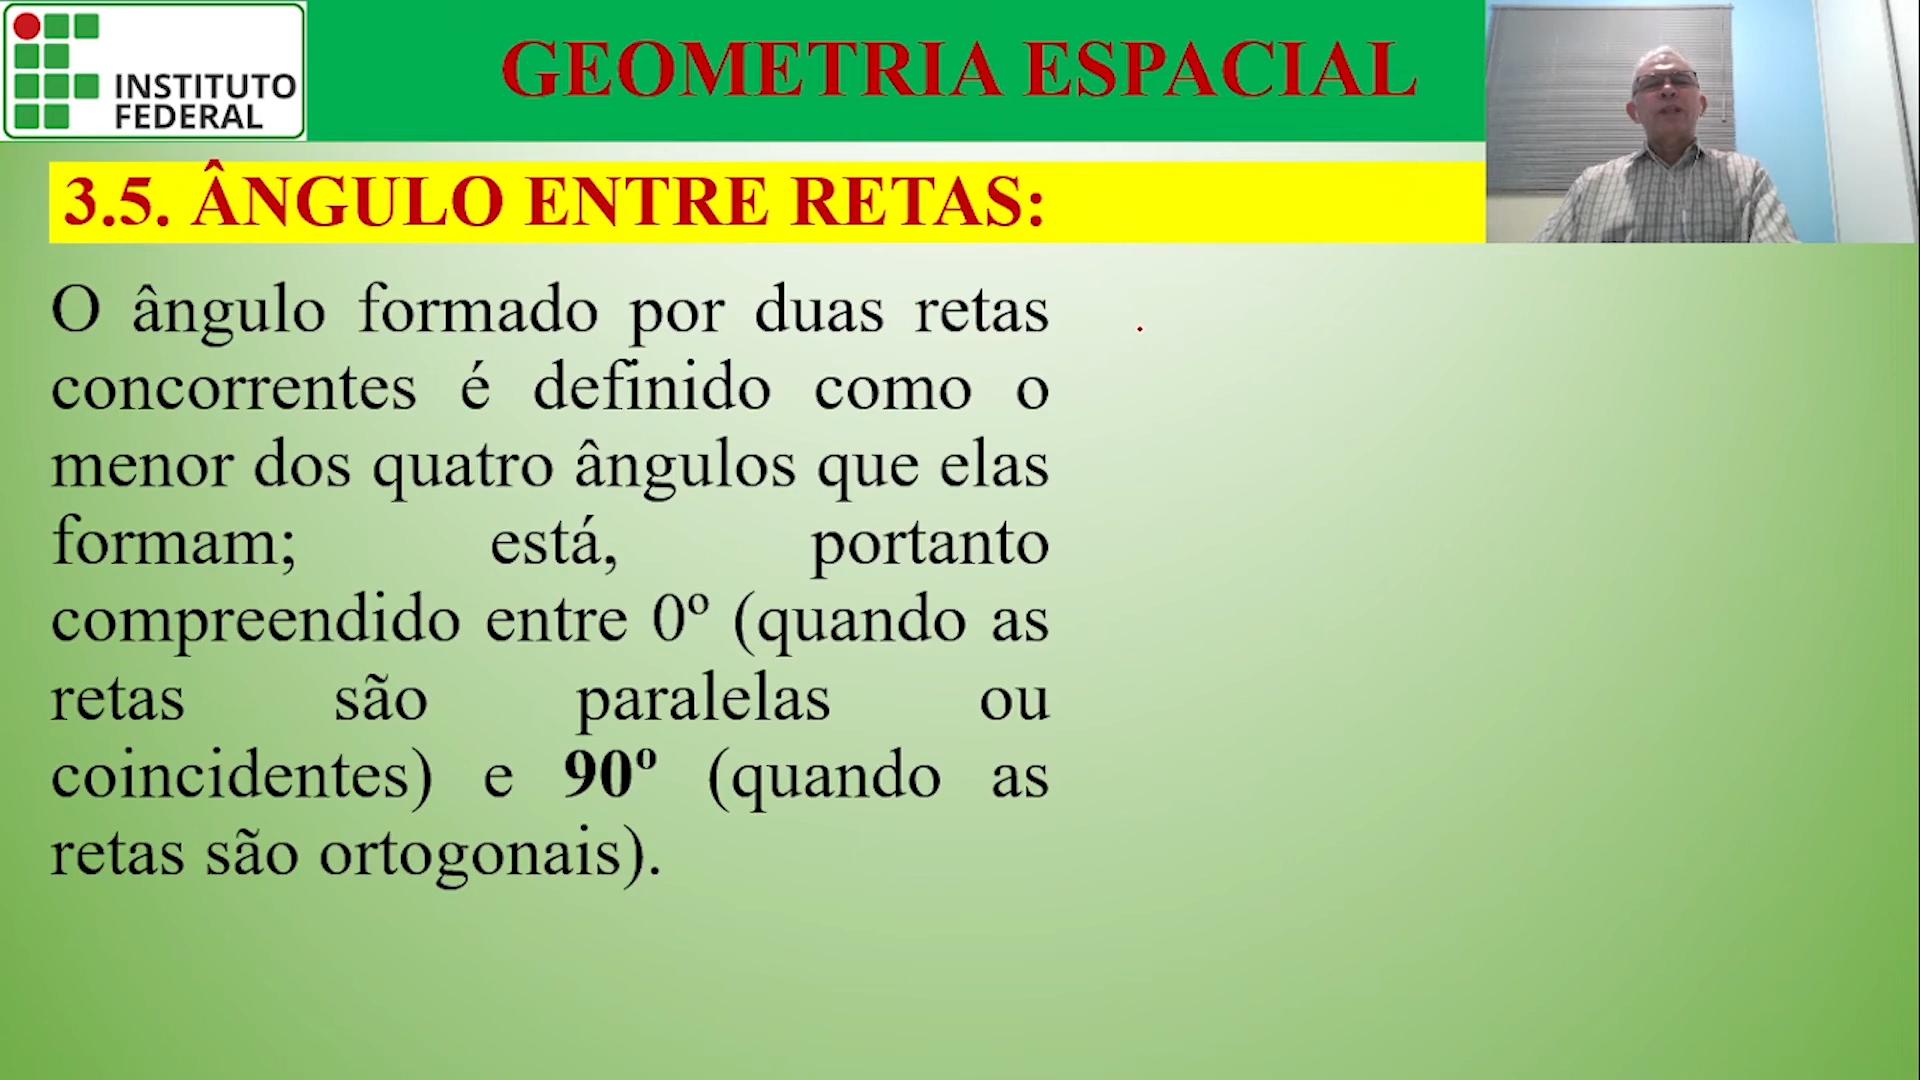 INSTITUTO
FEDERAL
GEOMETRIA ESPACIAL
3.5. ÂNGULO ENTRE RETAS:
O ângulo formado por duas retas
concorrentes é definido como o
menor dos quatro ângulos que elas
formam; está, portanto
compreendido entre 0º (quando as
retas são paralelas ou
coincidentes) e 90º (quando as
retas são ortogonais).